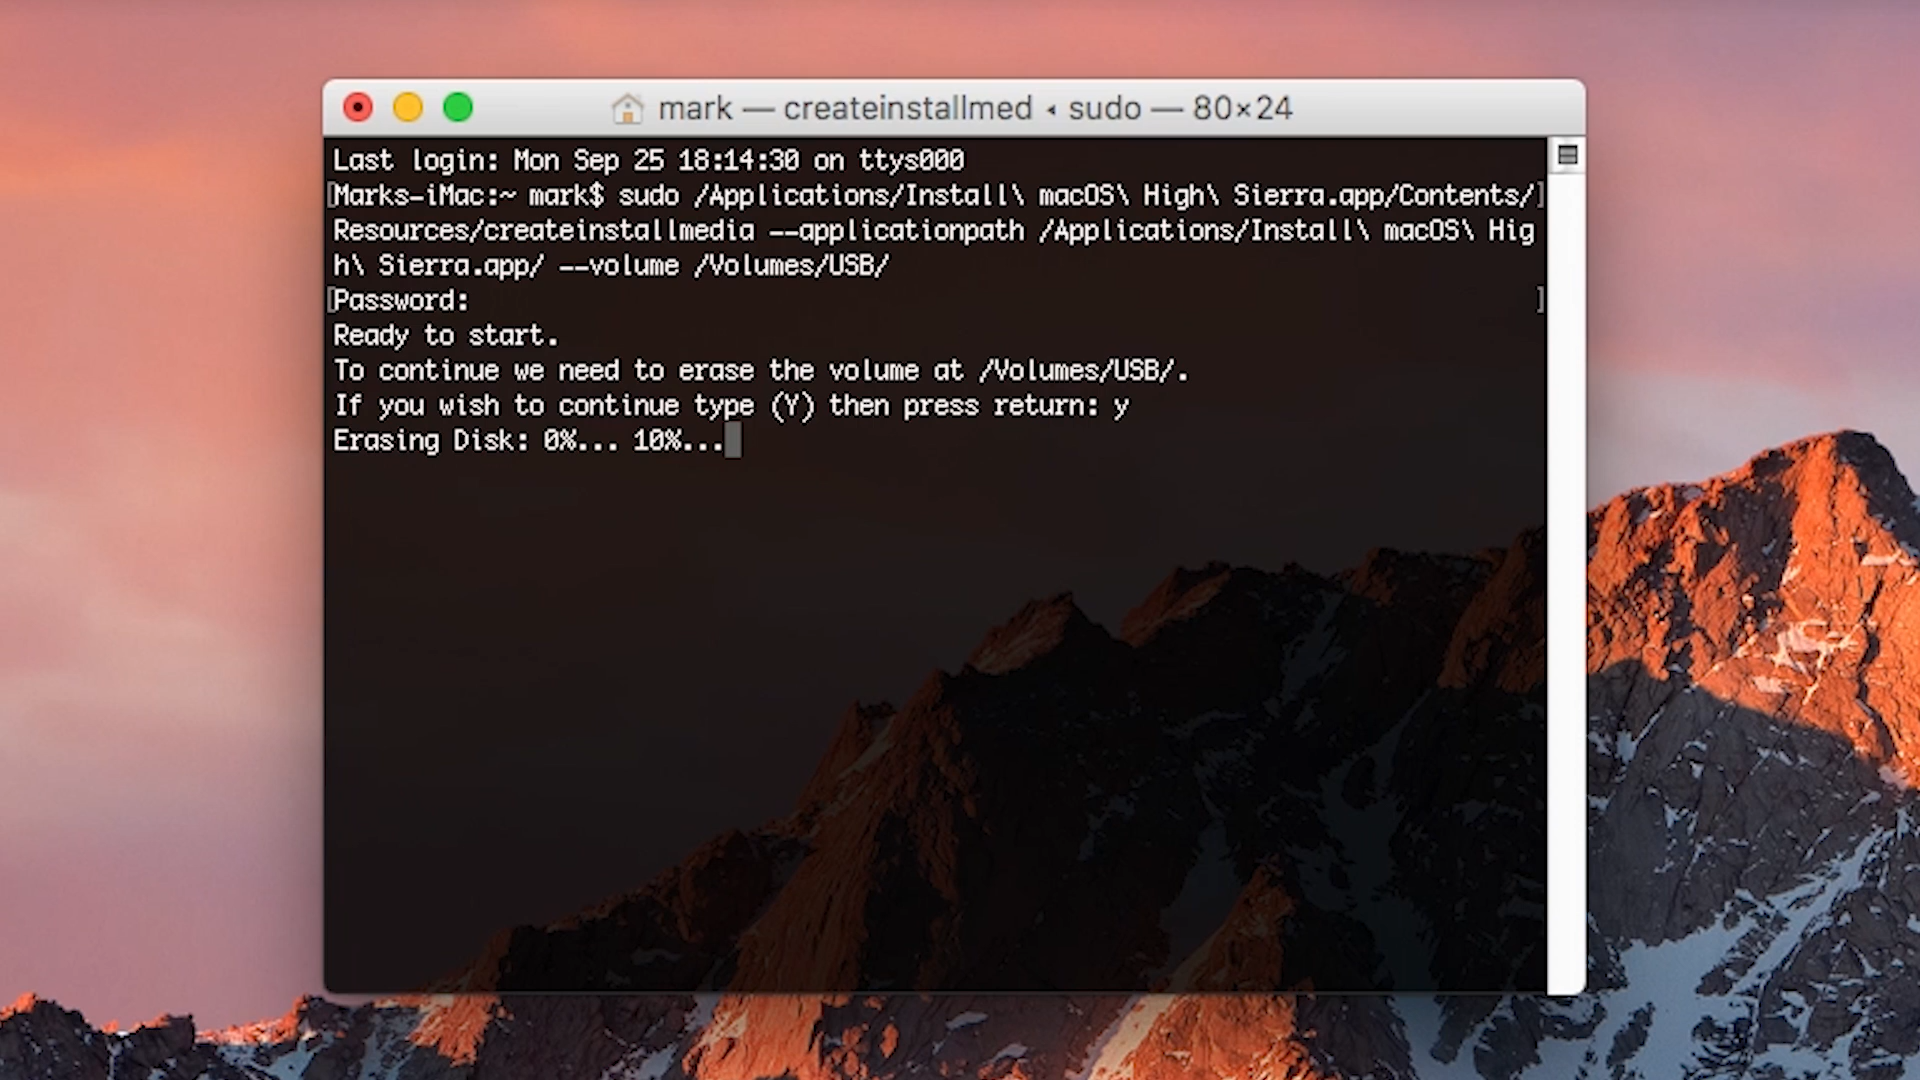 mark — createinstallmed ◂ sudo — 80×24
Last login: Mon Sep 25 18:14:30 on ttys000
[Marks-iMac:~ mark$ sudo /Applications/Install\ macOS\ High\ Sierra.app/Contents/]
Resources/createinstallmedia --applicationpath /Applications/Install\ macOS\ Hig
h\ Sierra.app/ --volume /Volumes/USB/
[Password: ]
Ready to start.
To continue we need to erase the volume at /Volumes/USB/.
If you wish to continue type (Y) then press return: y
Erasing Disk: 0%... 10%...